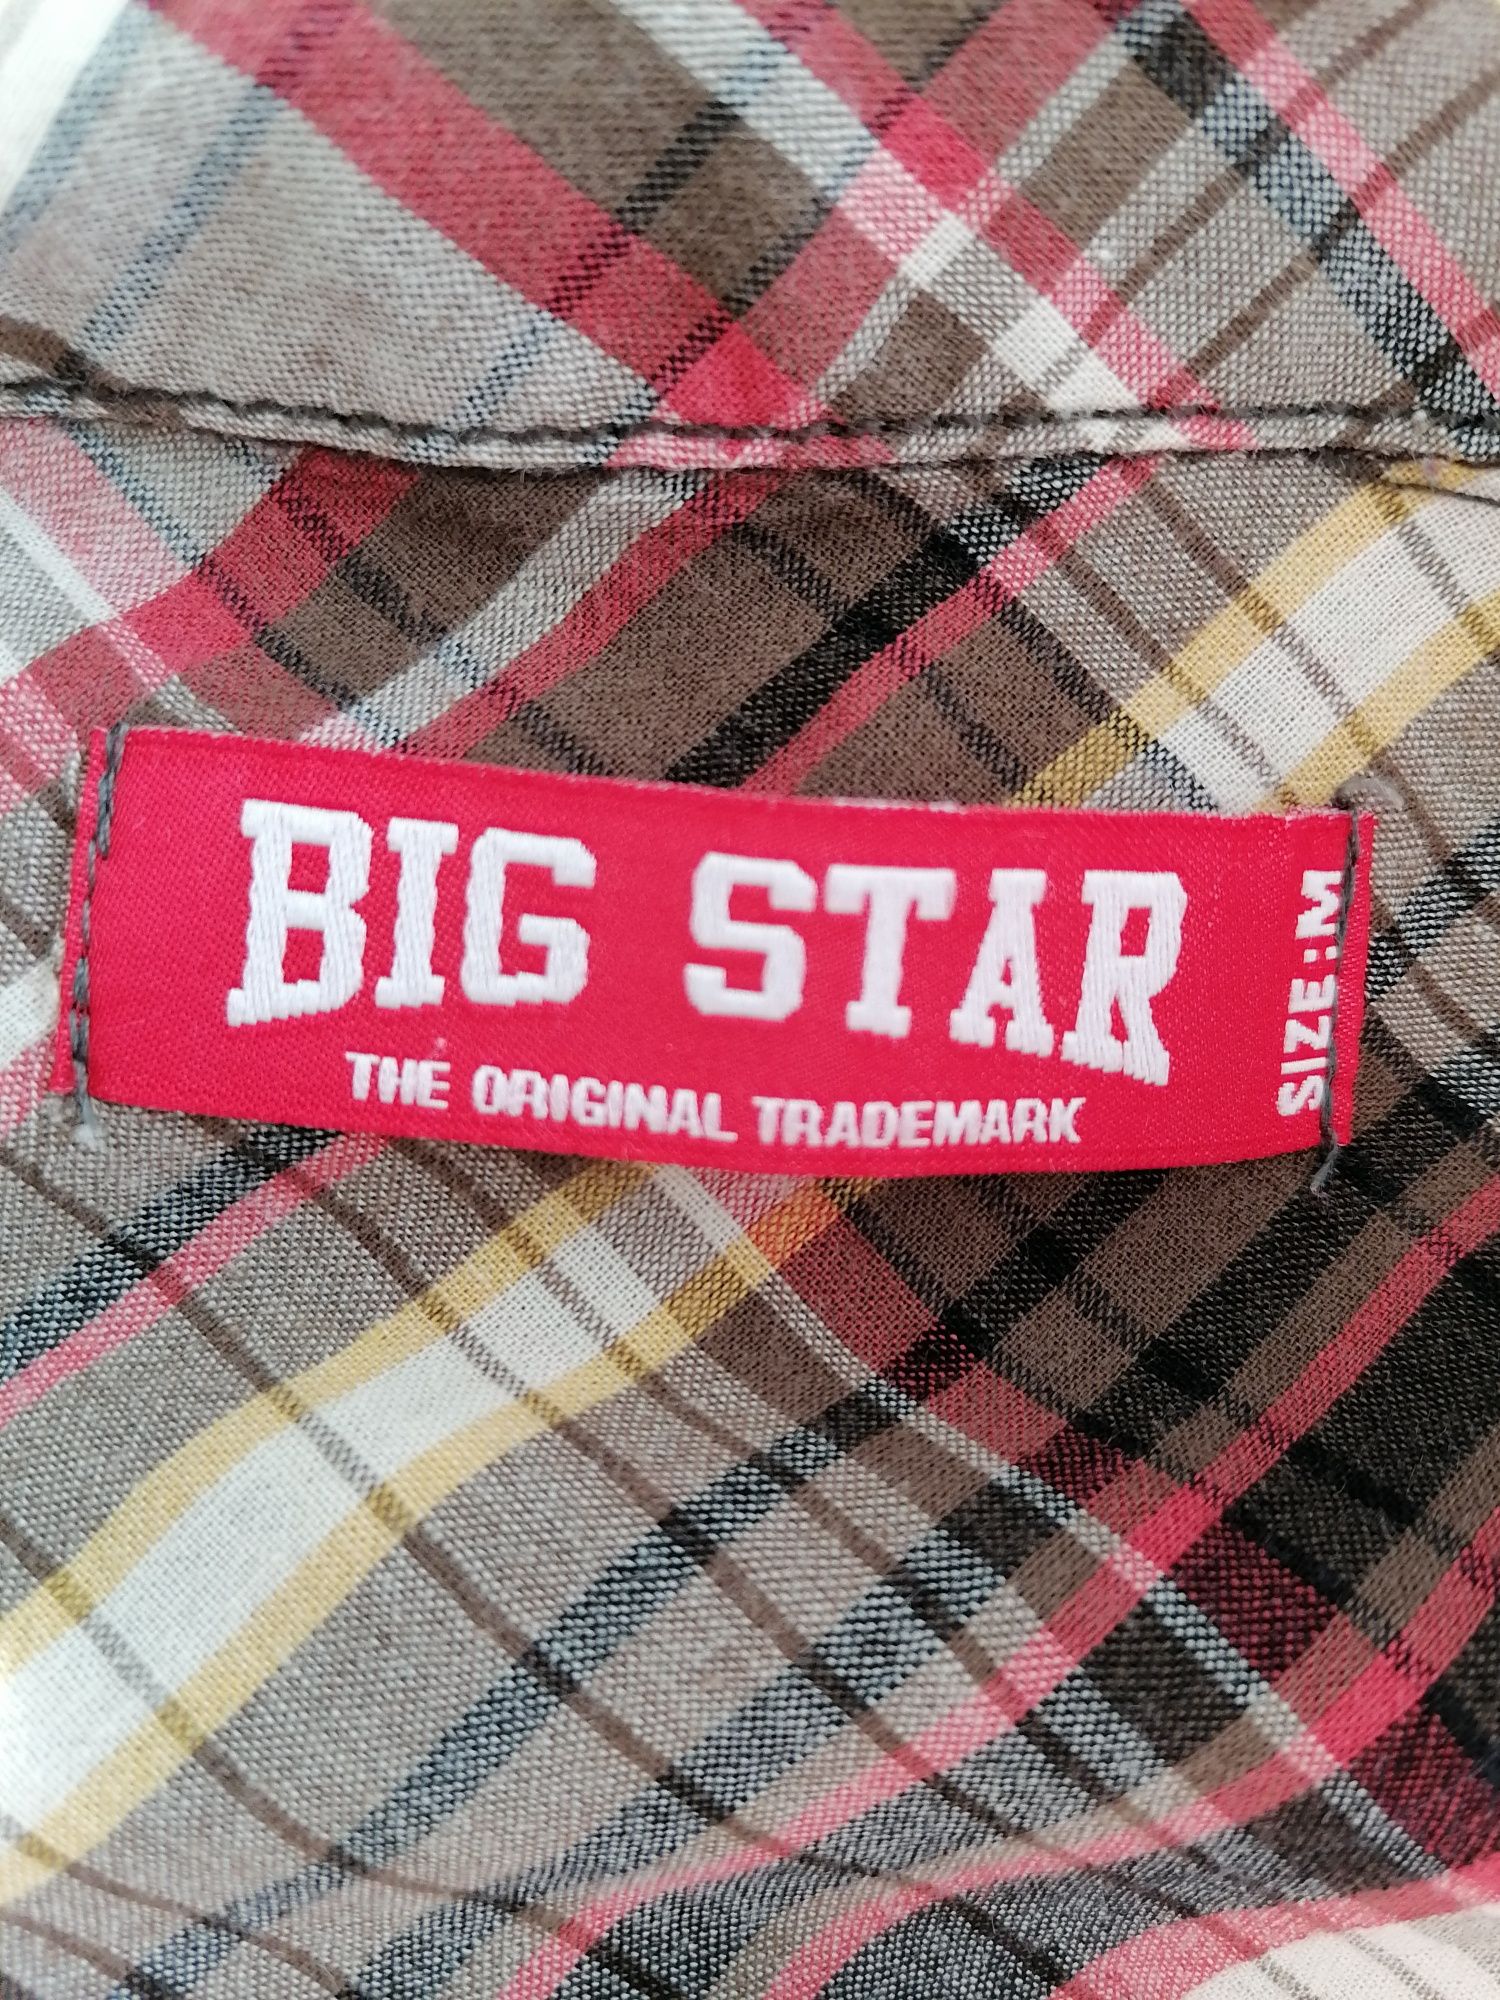 BIG STAR
THE ORIGINAL TRADEMARK
SIZE:M